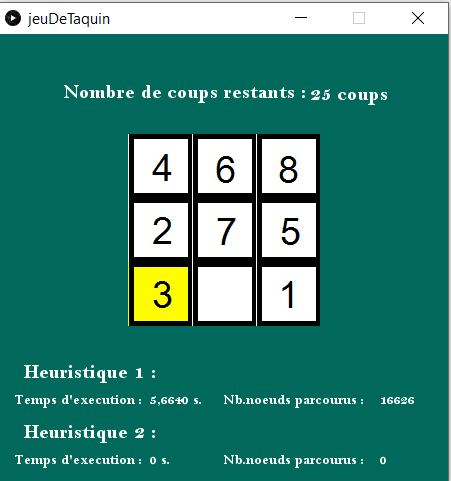 jeuDeTaquin
Nombre de coups restants : 25 coups
4 6 8
2 7 5
3 1
Heuristique 1 :
Temps d'execution : 5,6640 s. Nb.noeuds parcourus : 16626
Heuristique 2 :
Temps d'execution : 0 s. Nb.noeuds parcourus : 0